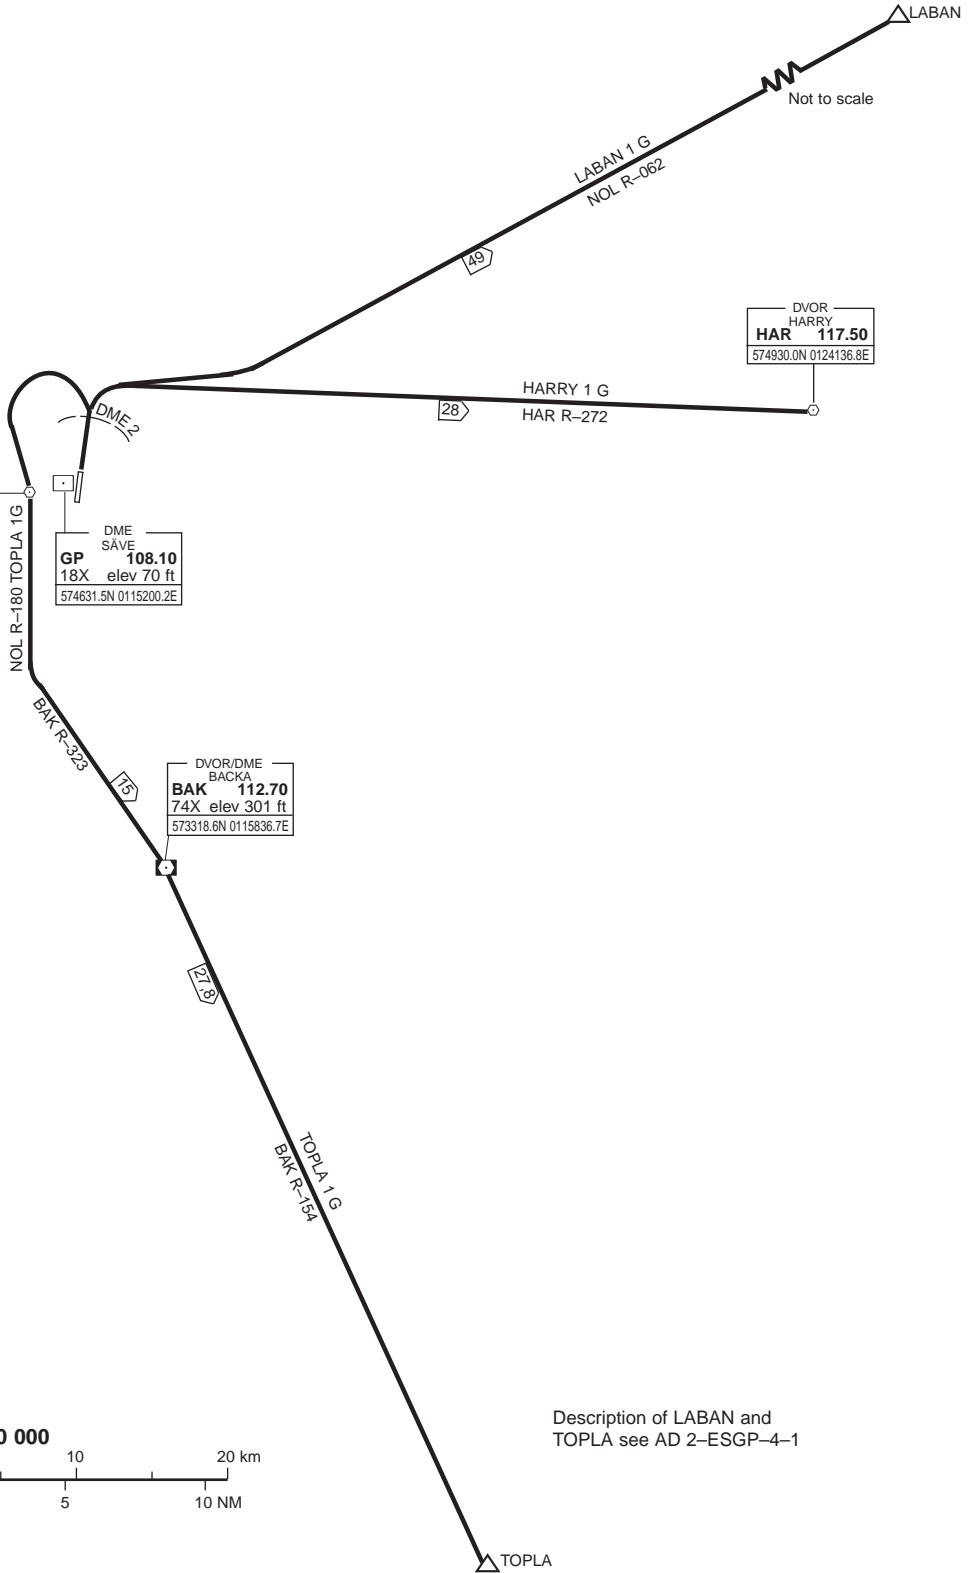 LABAN
Not to scale
LABAN 1 G
NOL R–062
49
DVOR
HARRY
HAR 117.50
574930.0N 0124136.8E
HARRY 1 G
28
HAR R–272
DME 2
DME
SÄVE
GP 108.10
18X elev 70 ft
574631.5N 0115200.2E
NOL R–180 TOPLA 1G
BAK R–323
15
DVOR/DME
BACKA
BAK 112.70
74X elev 301 ft
573318.6N 0115836.7E
27,8
TOPLA 1 G
BAK R–154
Description of LABAN and
TOPLA see AD 2–ESGP–4–1
0 000
10 20 km
5 10 NM
TOPLA